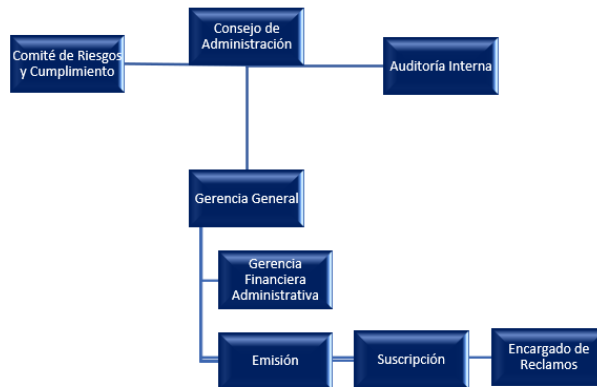 Consejo de
Administración
Comité de Riesgos
y Cumplimiento
Auditoría Interna
Gerencia General
Gerencia
Financiera
Administrativa
Emisión
Suscripción
Encargado de
Reclamos